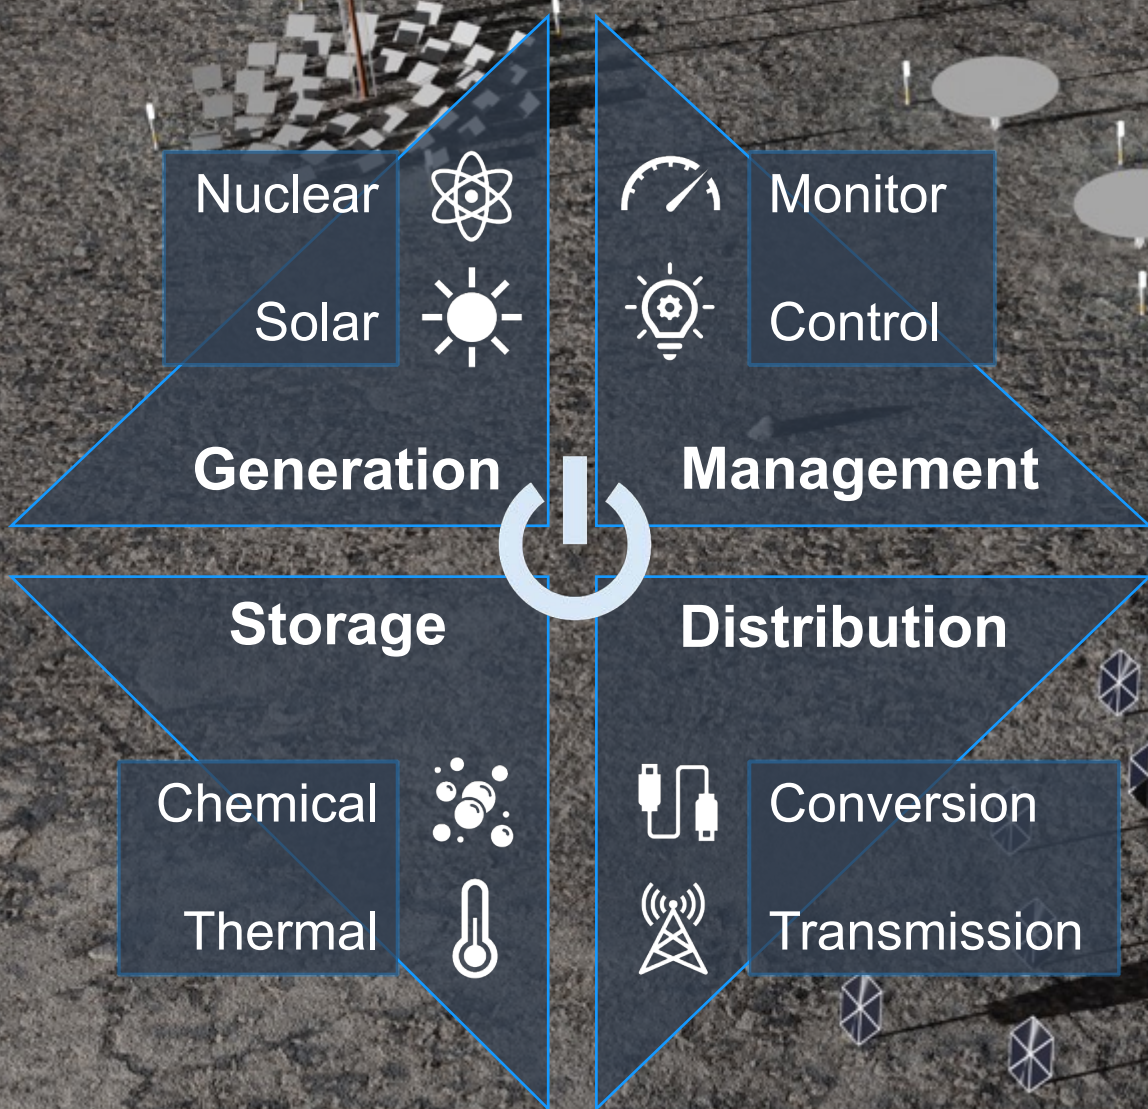 Nuclear
Solar
Generation
Monitor
Control
Management
Storage
Chemical
Thermal
Distribution
Conversion
Transmission